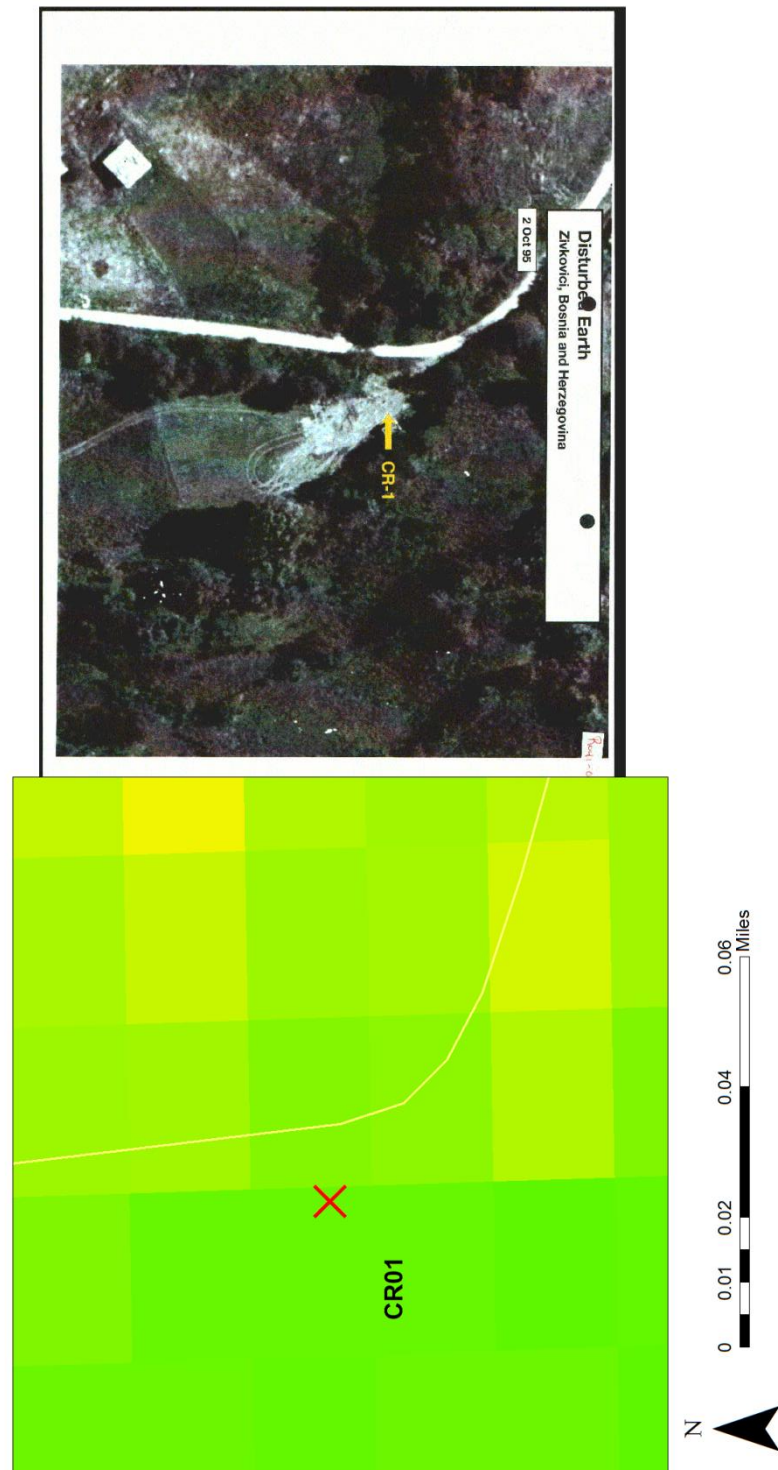 Disturbed Earth
Zivkovici, Bosnia and Herzegovina
2 Oct 95
CR-1
CR01
0 0.01 0.02 0.04 0.06
Miles
N